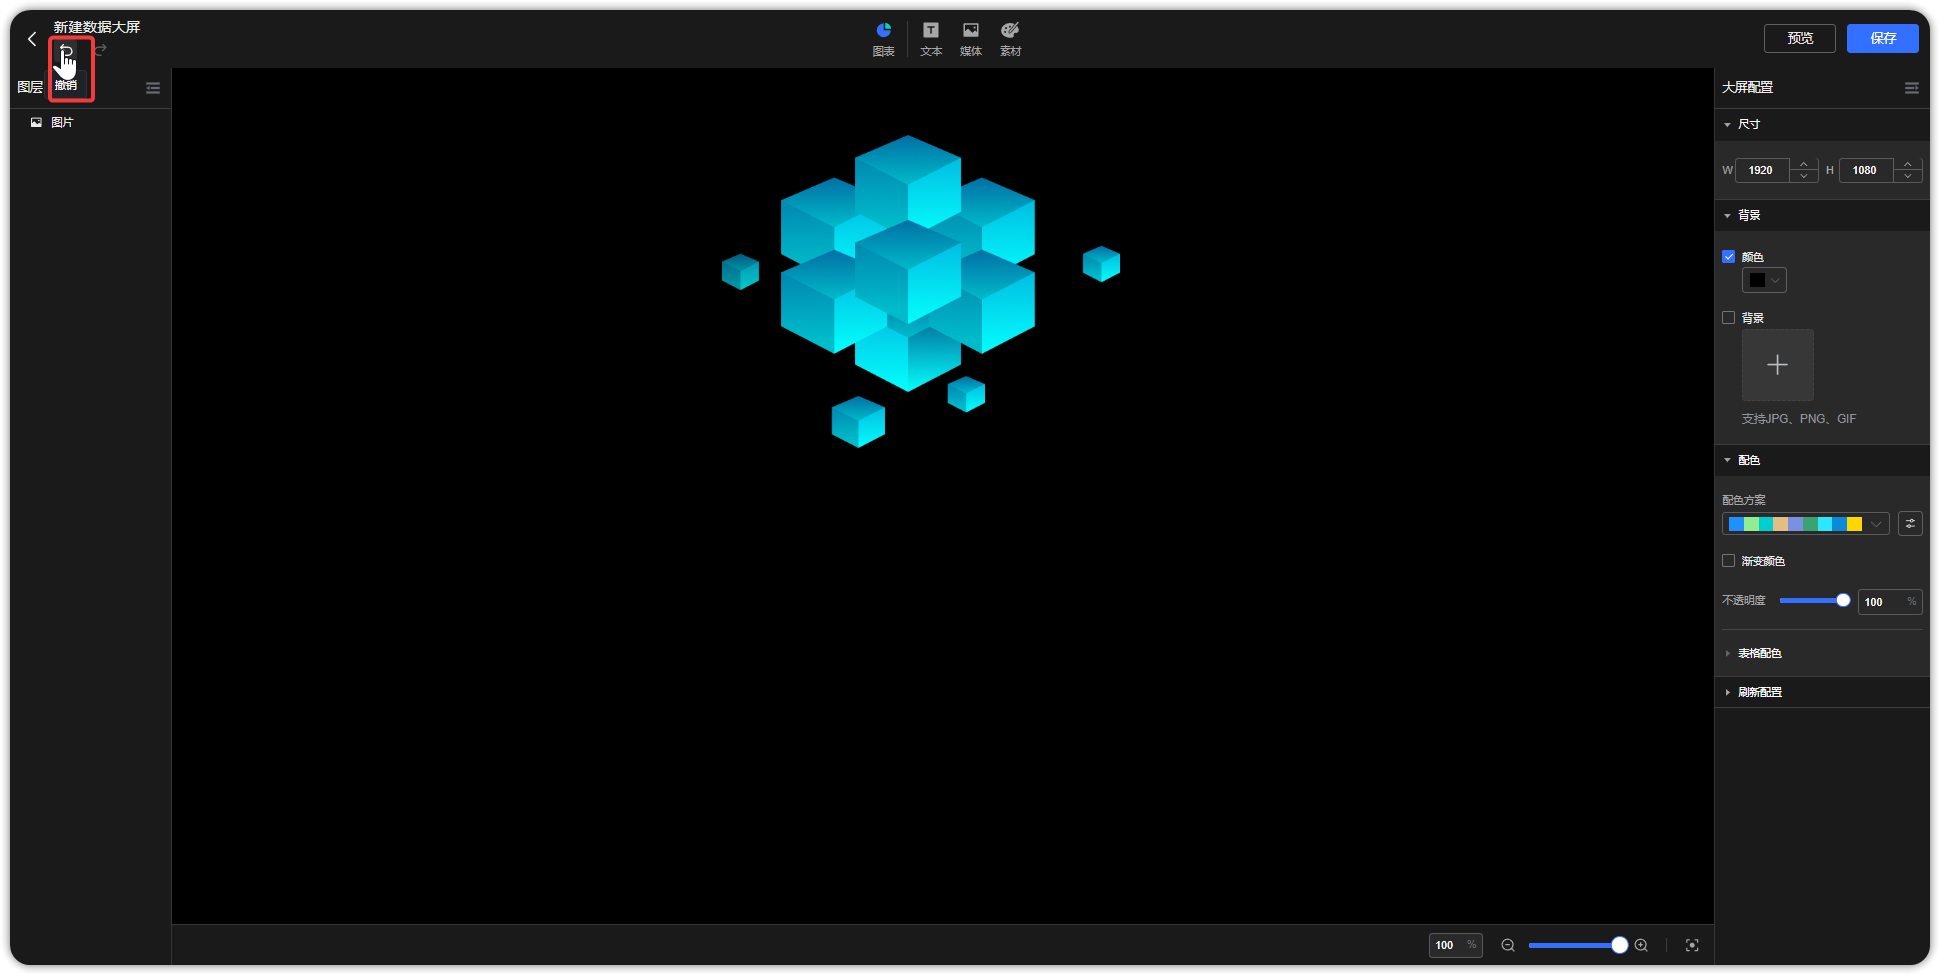 新建数据大屏
图表
文本
媒体
素材
预览
保存
图层
撤销
图片
大屏配置
尺寸
W 1920 H 1080
背景
颜色
背景
支持JPG、PNG、GIF
配色
配色方案
渐变颜色
不透明度 100 %
表格配色
刷新配置
100 %